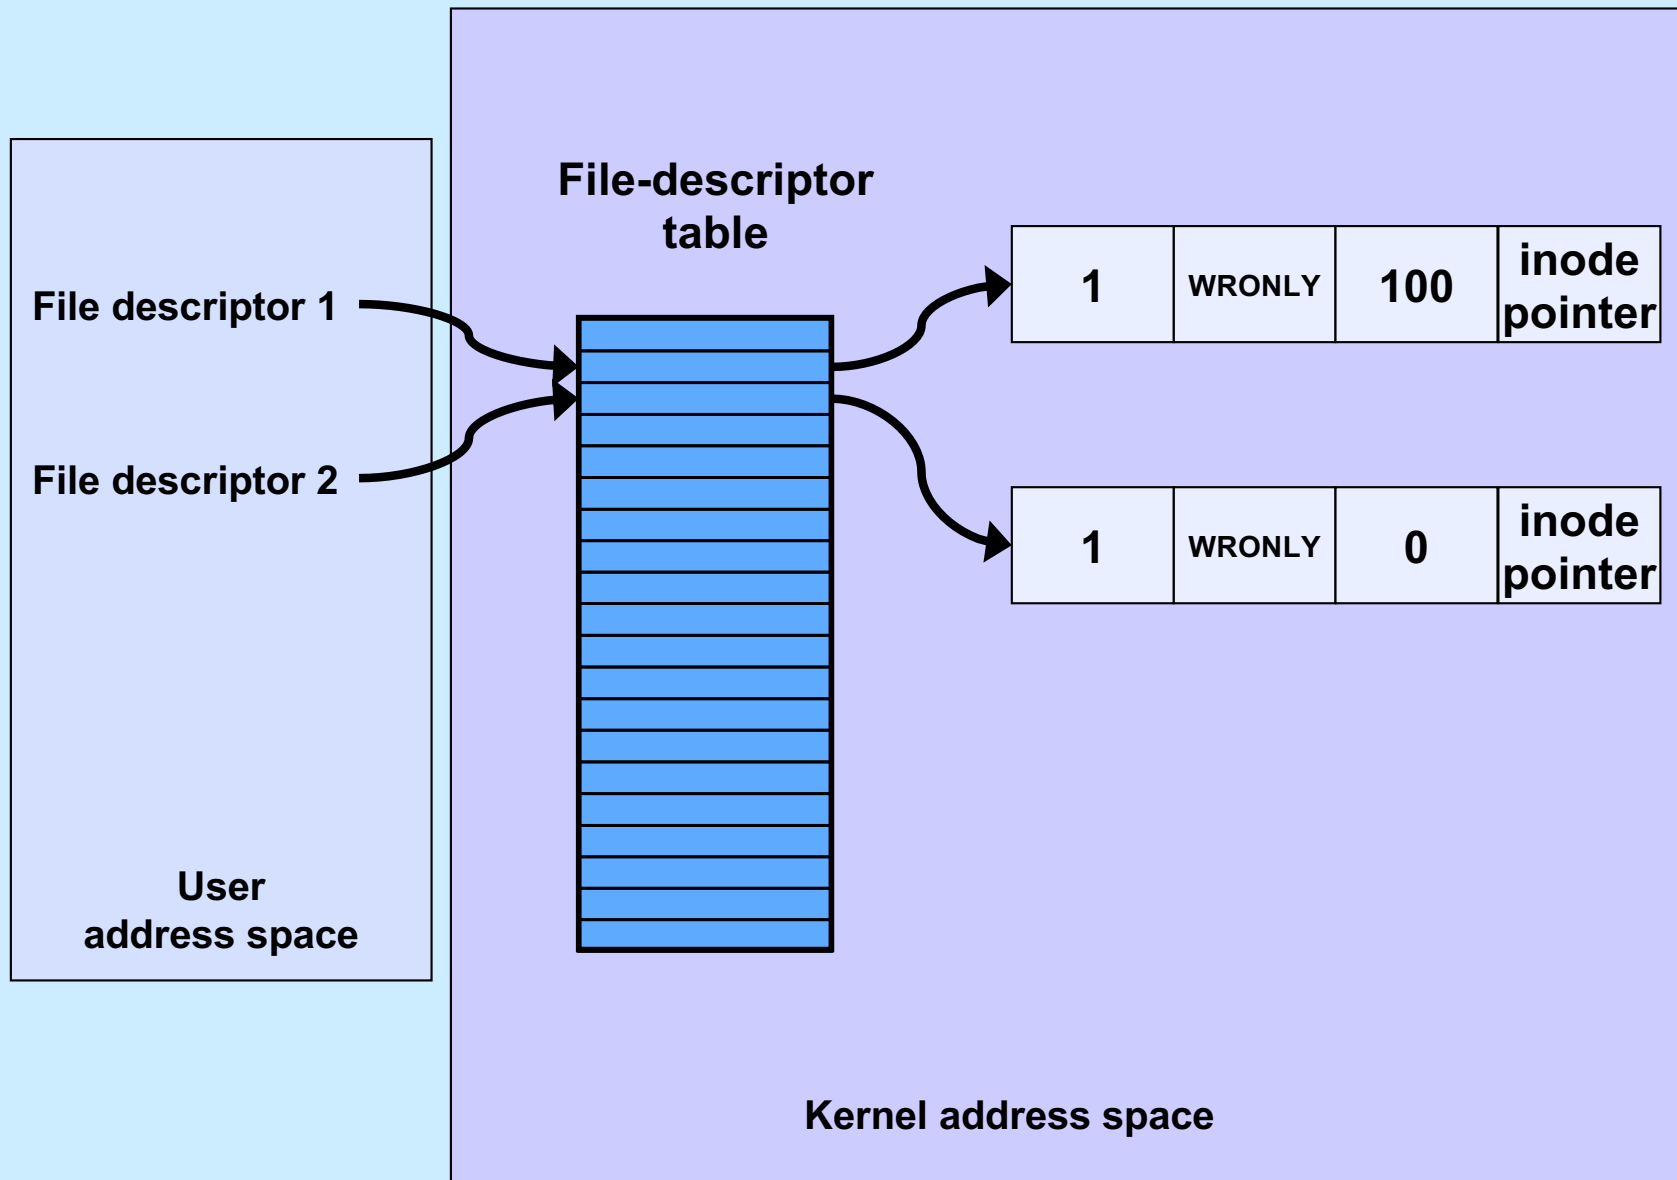 File-descriptor
table
File descriptor 1
File descriptor 2
1
WRONLY
100
inode
pointer
1
WRONLY
0
inode
pointer
User
address space
Kernel address space